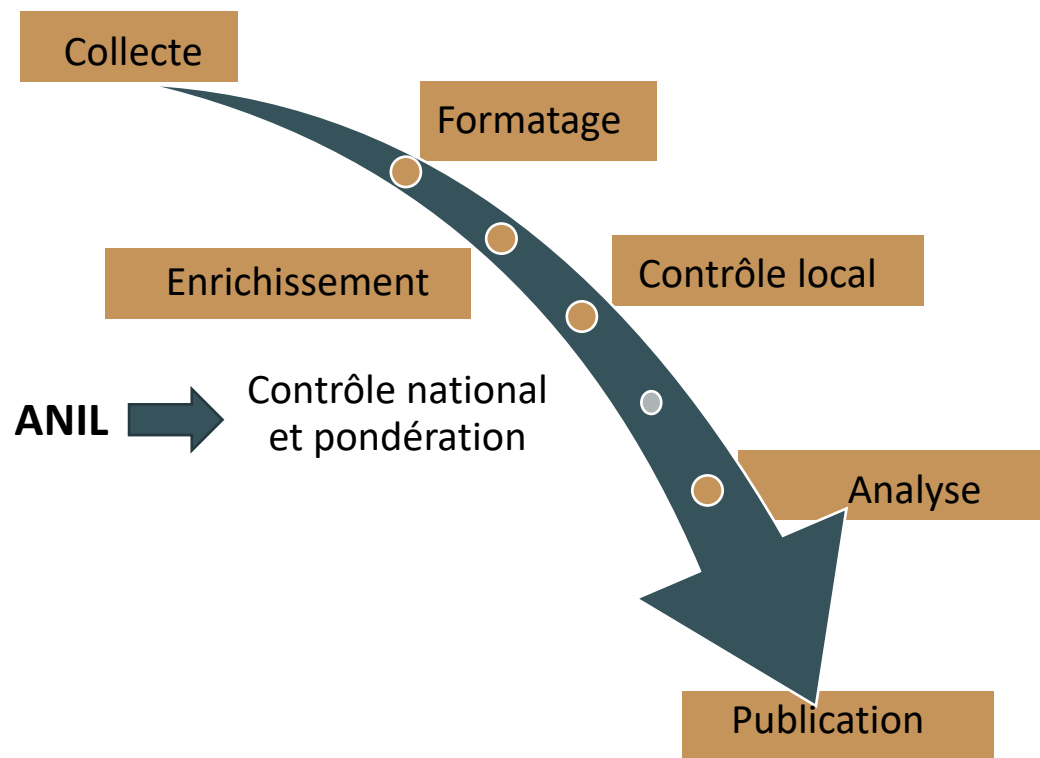 Collecte
Formatage
Enrichissement
Contrôle local
ANIL
Contrôle national
et pondération
Analyse
Publication